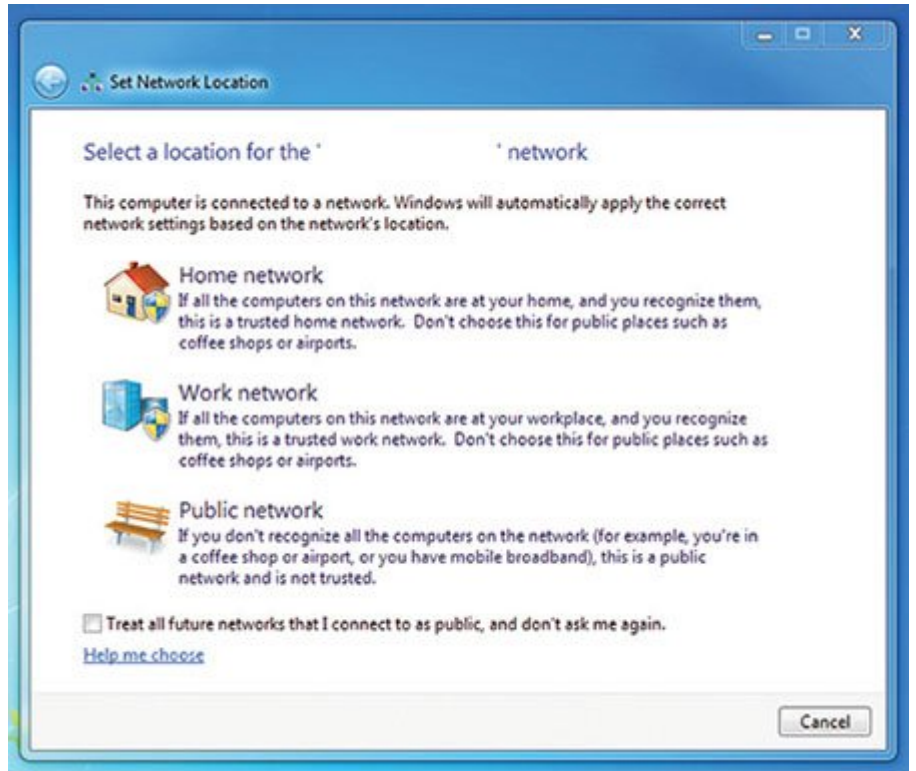 Set Network Location
Select a location for the ' ' network
This computer is connected to a network. Windows will automatically apply the correct
network settings based on the network's location.
Home network
If all the computers on this network are at your home, and you recognize them,
this is a trusted home network.  Don't choose this for public places such as
coffee shops or airports.
Work network
If all the computers on this network are at your workplace, and you recognize
them, this is a trusted work network.  Don't choose this for public places such as
coffee shops or airports.
Public network
If you don't recognize all the computers on the network (for example, you're in
a coffee shop or airport, or you have mobile broadband), this is a public
network and is not trusted.
Treat all future networks that I connect to as public, and don't ask me again.
Help me choose
Cancel